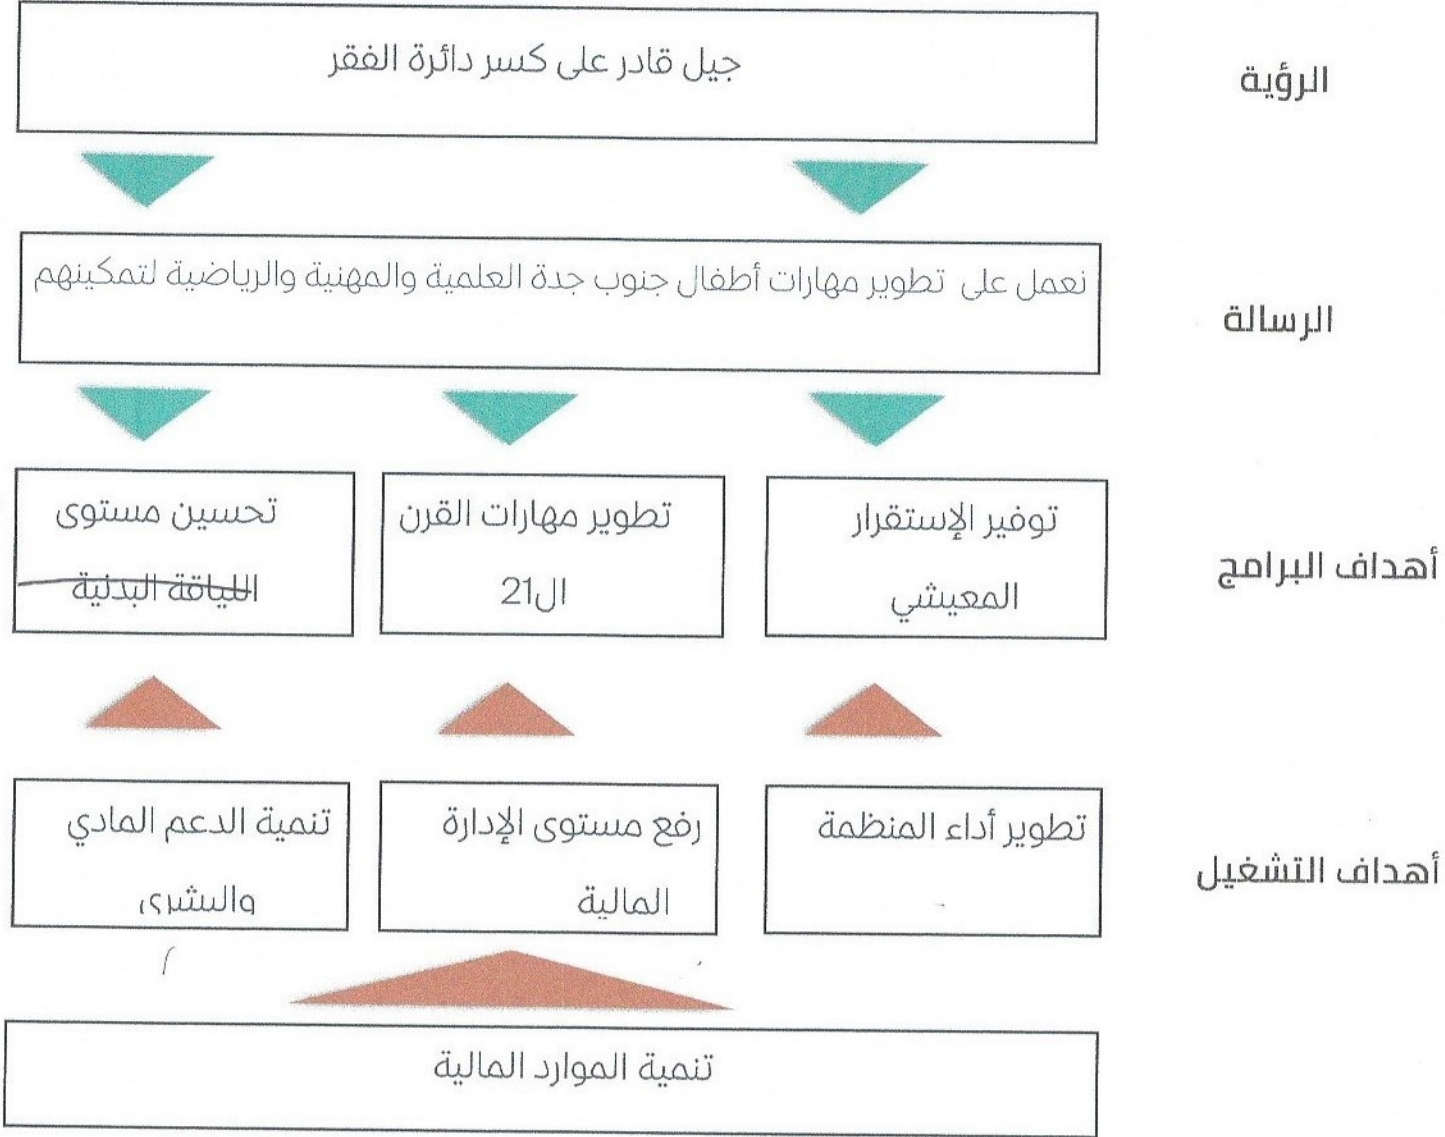 الرؤية
جيل قادر على كسر دائرة الفقر
الرسالة
نعمل على تطوير مهارات أطفال جنوب جدة العلمية والمهنية والرياضية لتمكينهم
أهداف البرامج
توفير الإستقرار
المعيشي
تطوير مهارات القرن
ال21
تحسين مستوى
اللياقة البدنية
أهداف التشغيل
تطوير أداء المنظمة
رفع مستوى الإدارة
المالية
تنمية الدعم المادي
والبشري
تنمية الموارد المالية